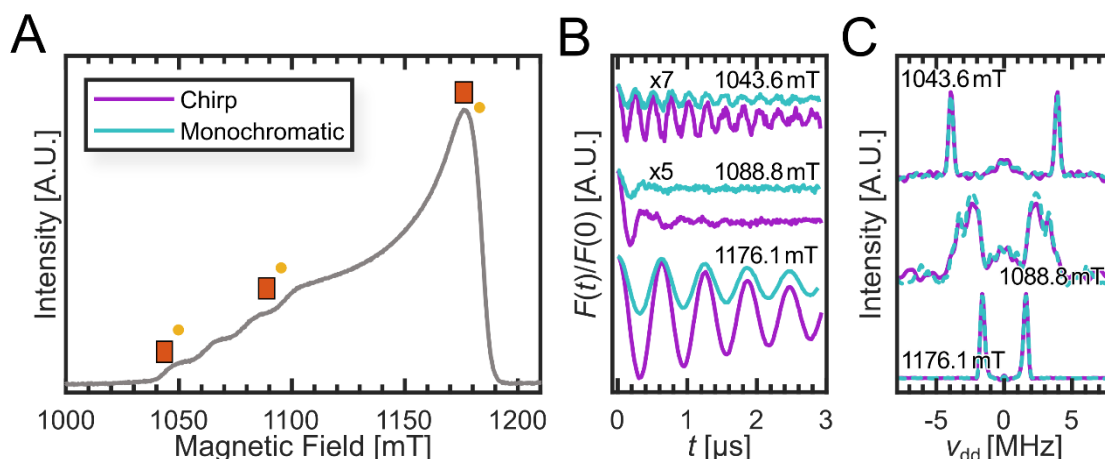 A
B
C
Chirp
Monochromatic
Intensity [A.U.]
1000
1050
1100
1150
1200
Magnetic Field [mT]
F(t)/F(0) [A.U.]
x7
1043.6 mT
x5
1088.8 mT
1176.1 mT
0
1
2
3
t [µs]
Intensity [A.U.]
1043.6 mT
1088.8 mT
1176.1 mT
-5
0
5
νdd [MHz]